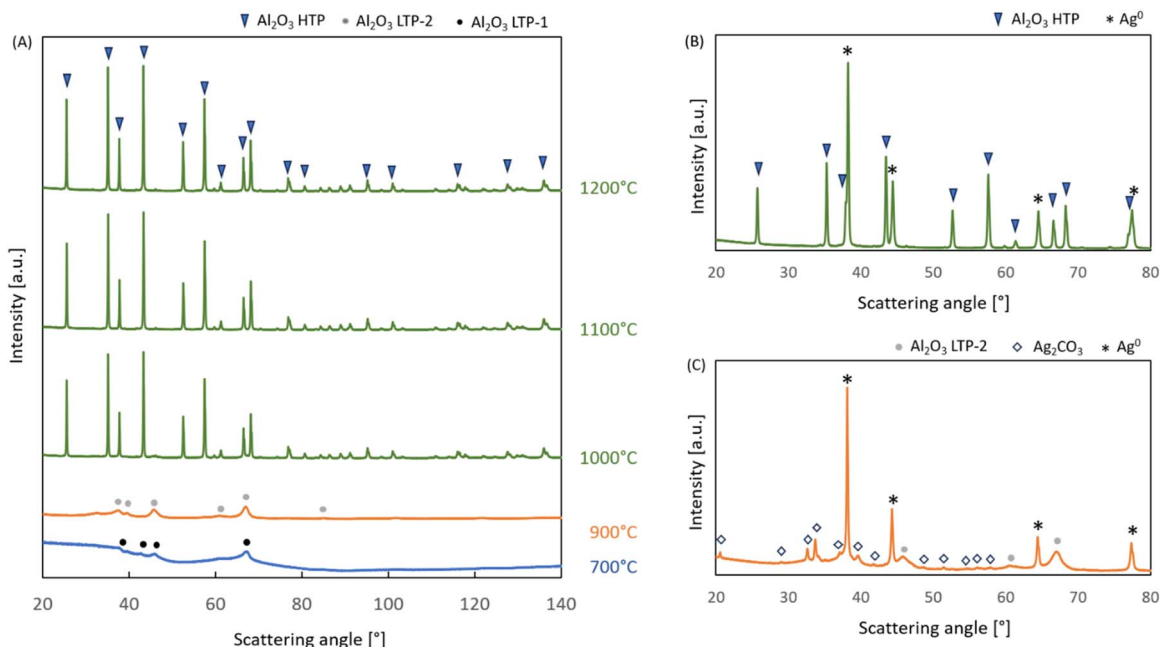 (A)
▼ Al₂O₃ HTP ● Al₂O₃ LTP-2 ● Al₂O₃ LTP-1
Intensity [a.u.]
1200°C
1100°C
1000°C
900°C
700°C
20 40 60 80 100 120 140
Scattering angle [°]
(B)
▼ Al₂O₃ HTP * Ag⁰
Intensity [a.u.]
20 30 40 50 60 70 80
Scattering angle [°]
(C)
● Al₂O₃ LTP-2 ◇ Ag₂CO₃ * Ag⁰
Intensity [a.u.]
20 30 40 50 60 70 80
Scattering angle [°]